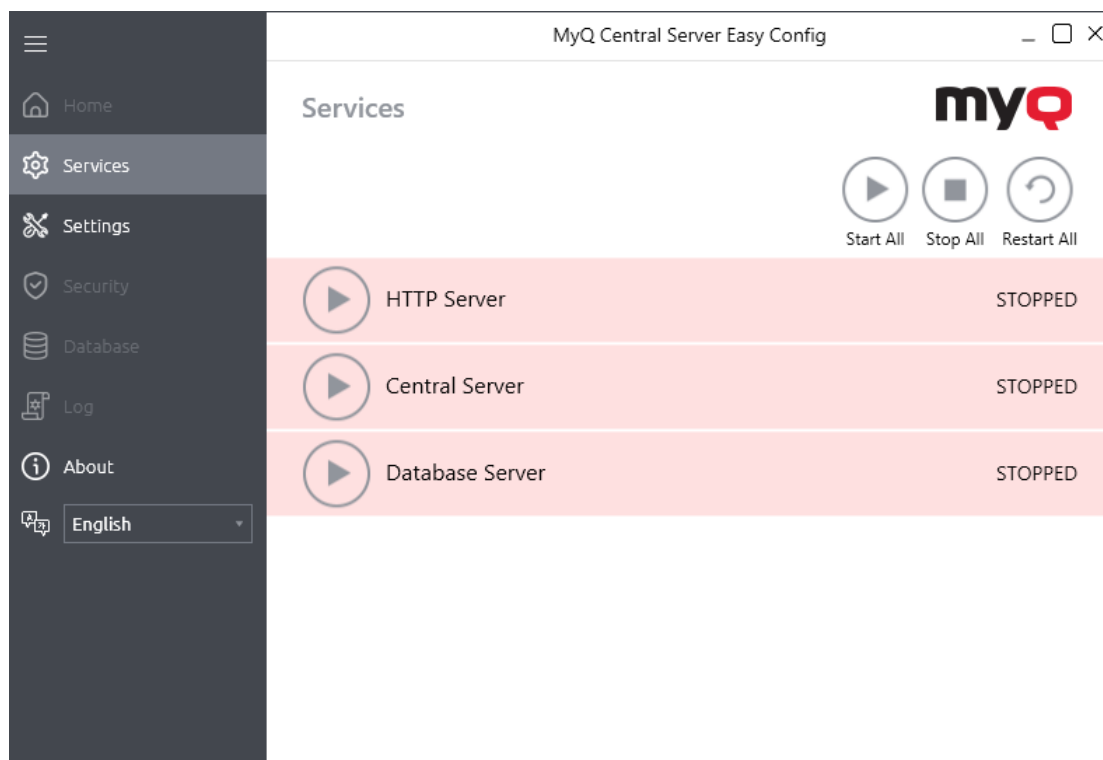 MyQ Central Server Easy Config
Home
Services
Settings
Security
Database
Log
About
English
Services
myQ
Start All
Stop All
Restart All
HTTP Server STOPPED
Central Server STOPPED
Database Server STOPPED